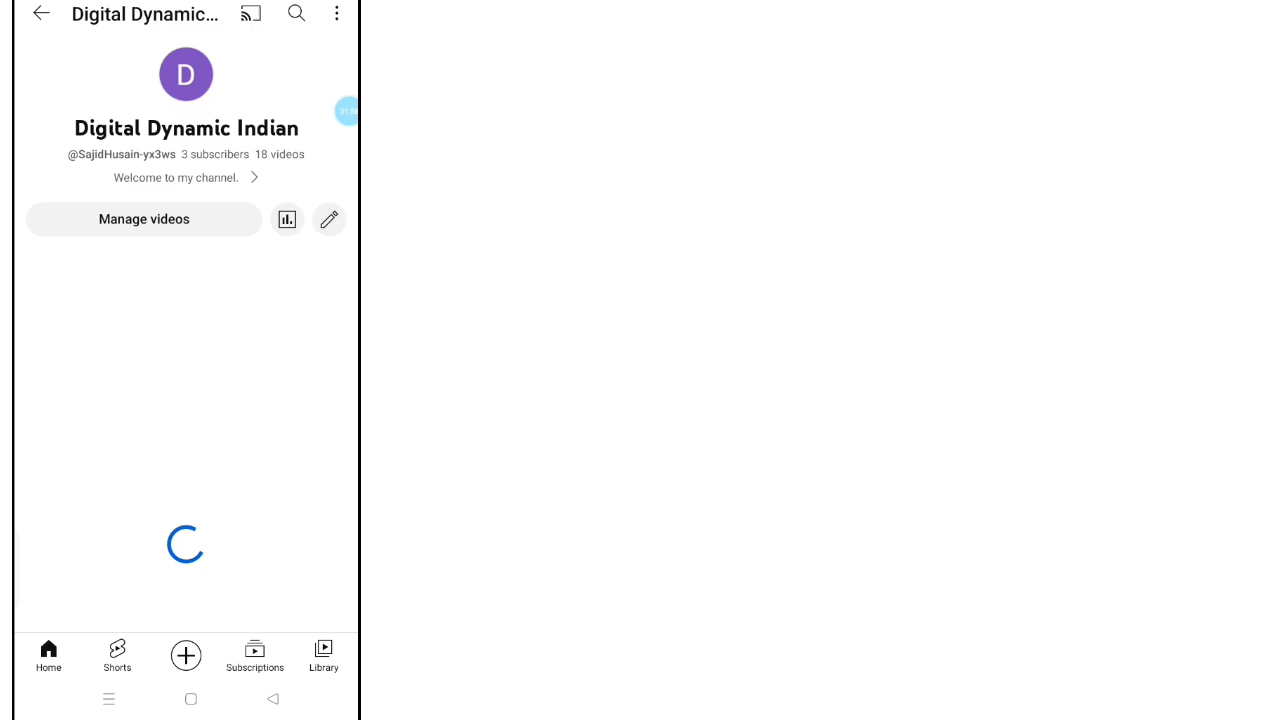 Digital Dynamic...
D
Digital Dynamic Indian
@SajidHusain-yx3ws 3 subscribers 18 videos
Welcome to my channel.
Manage videos
Home Shorts Subscriptions Library